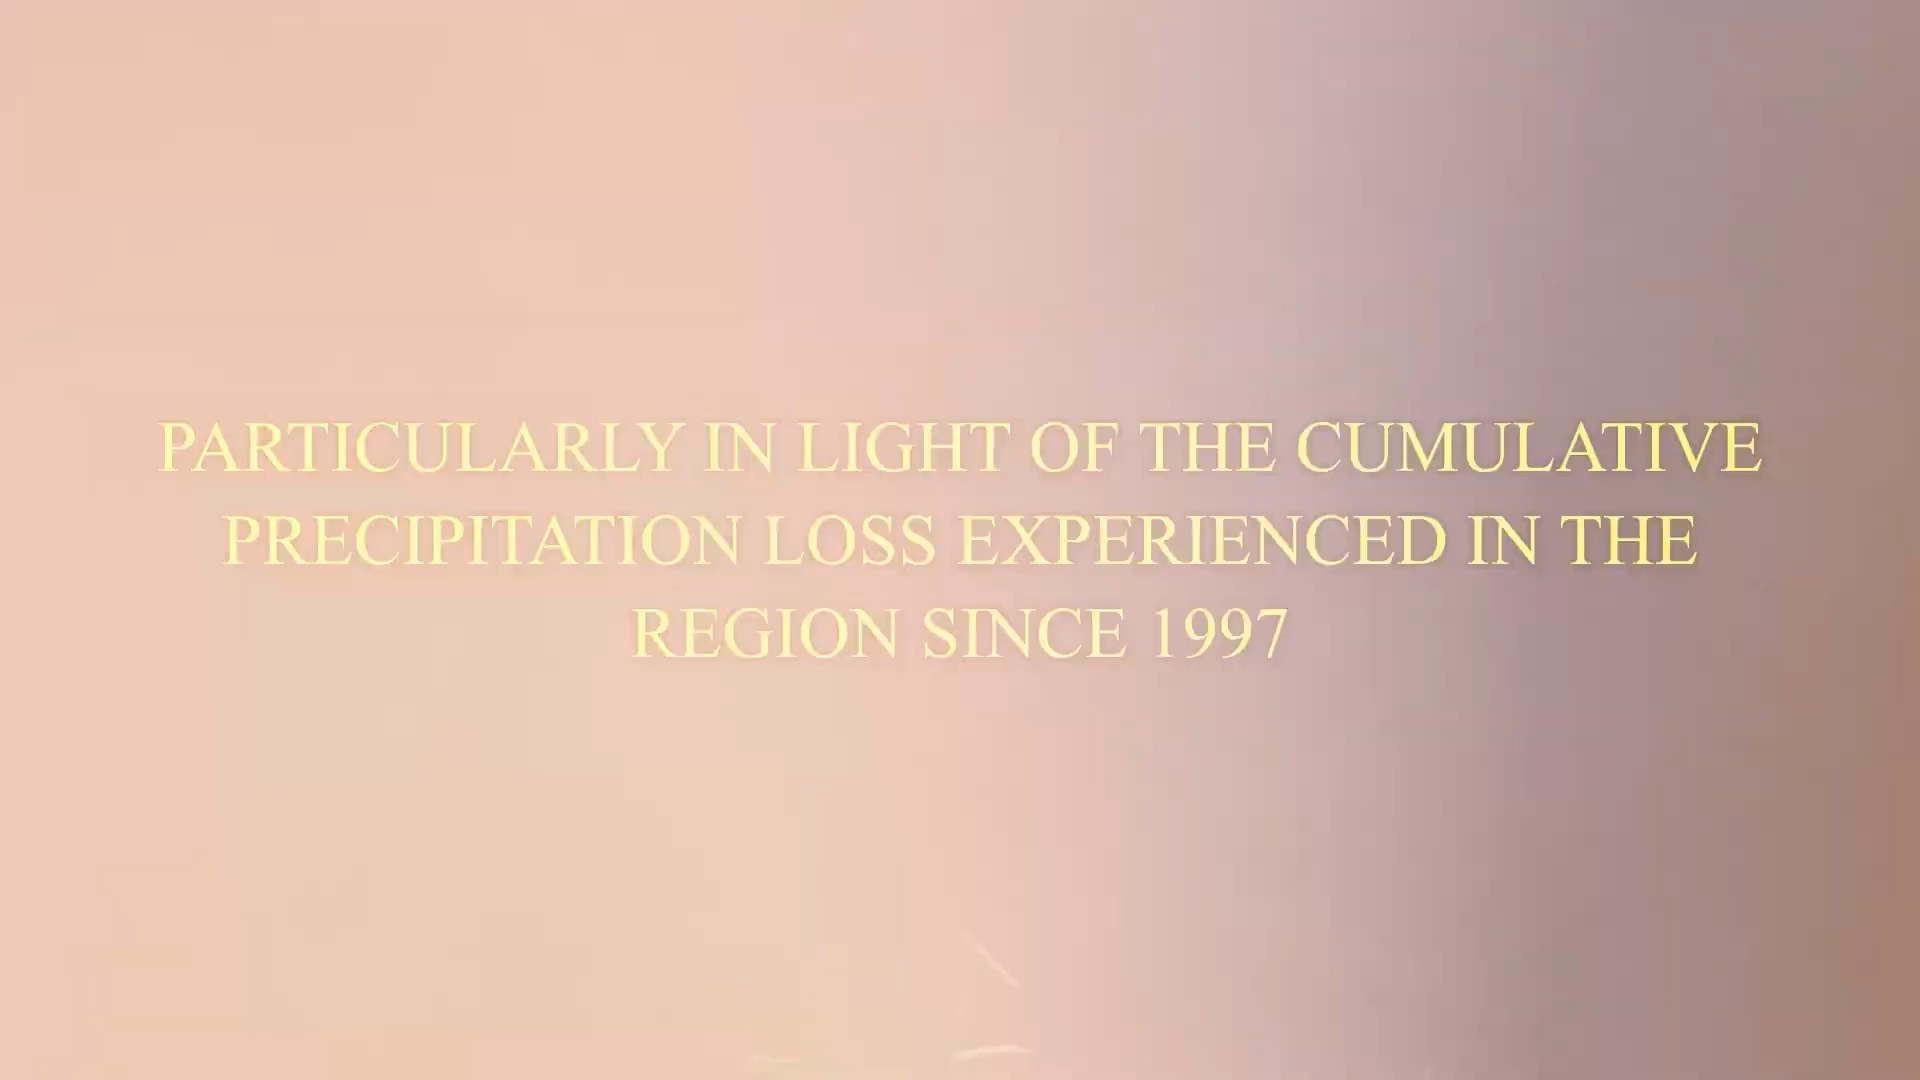 PARTICULARLY IN LIGHT OF THE CUMULATIVE
PRECIPITATION LOSS EXPERIENCED IN THE
REGION SINCE 1997